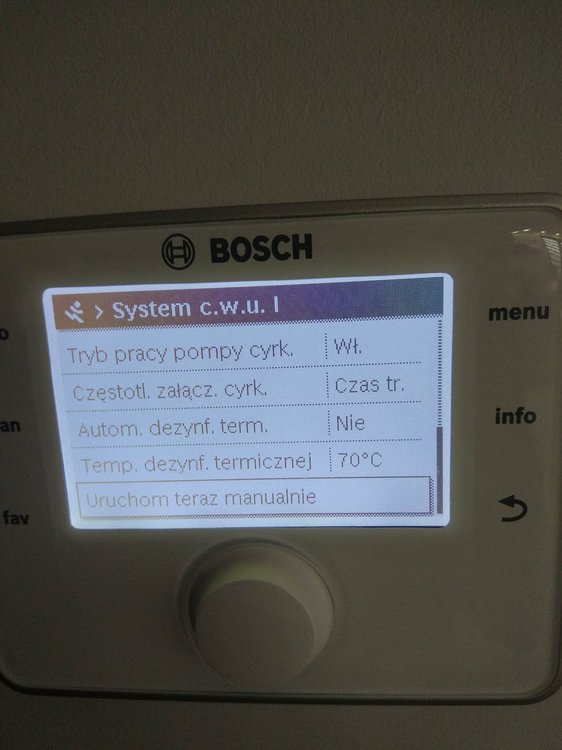 BOSCH
> System c.w.u. I
Tryb pracy pompy cyrk. Wł.
Częstotl. załącz. cyrk. Czas tr.
Autom. dezynf. term. Nie
Temp. dezynf. termicznej 70°C
Uruchom teraz manualnie
menu
info
fav